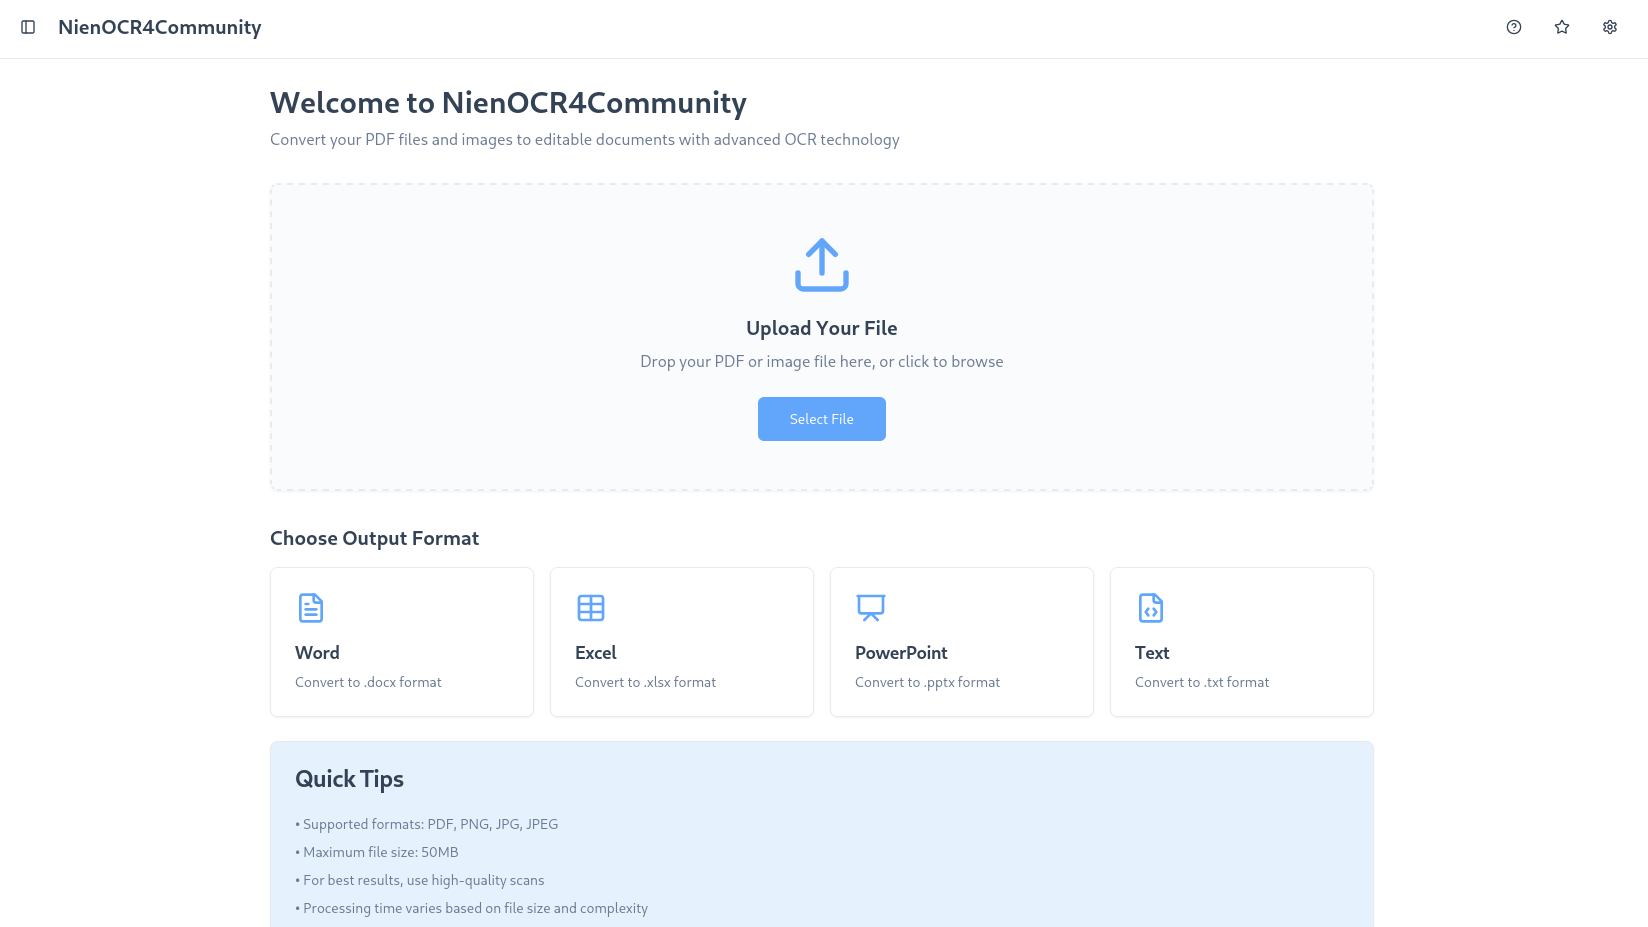 NienOCR4Community
Welcome to NienOCR4Community
Convert your PDF files and images to editable documents with advanced OCR technology
Upload Your File
Drop your PDF or image file here, or click to browse
Select File
Choose Output Format
Word
Convert to .docx format
Excel
Convert to .xlsx format
PowerPoint
Convert to .pptx format
Text
Convert to .txt format
Quick Tips
• Supported formats: PDF, PNG, JPG, JPEG
• Maximum file size: 50MB
• For best results, use high-quality scans
• Processing time varies based on file size and complexity